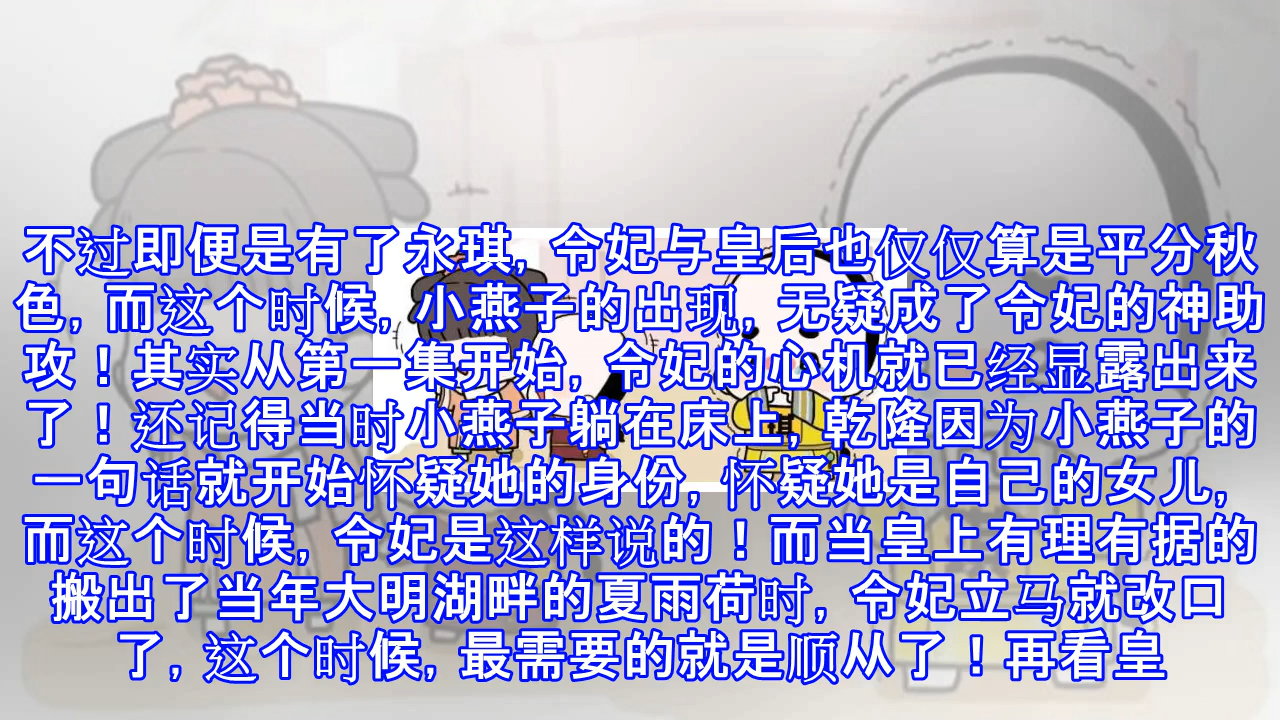 不过即便是有了永琪, 令妃与皇后也仅仅算是平分秋
色, 而这个时候, 小燕子的出现, 无疑成了令妃的神助
攻！其实从第一集开始, 令妃的心机就已经显露出来
了！还记得当时小燕子躺在床上, 乾隆因为小燕子的
一句话就开始怀疑她的身份, 怀疑她是自己的女儿,
而这个时候, 令妃是这样说的！而当皇上有理有据的
搬出了当年大明湖畔的夏雨荷时, 令妃立马就改口
了, 这个时候, 最需要的就是顺从了！再看皇